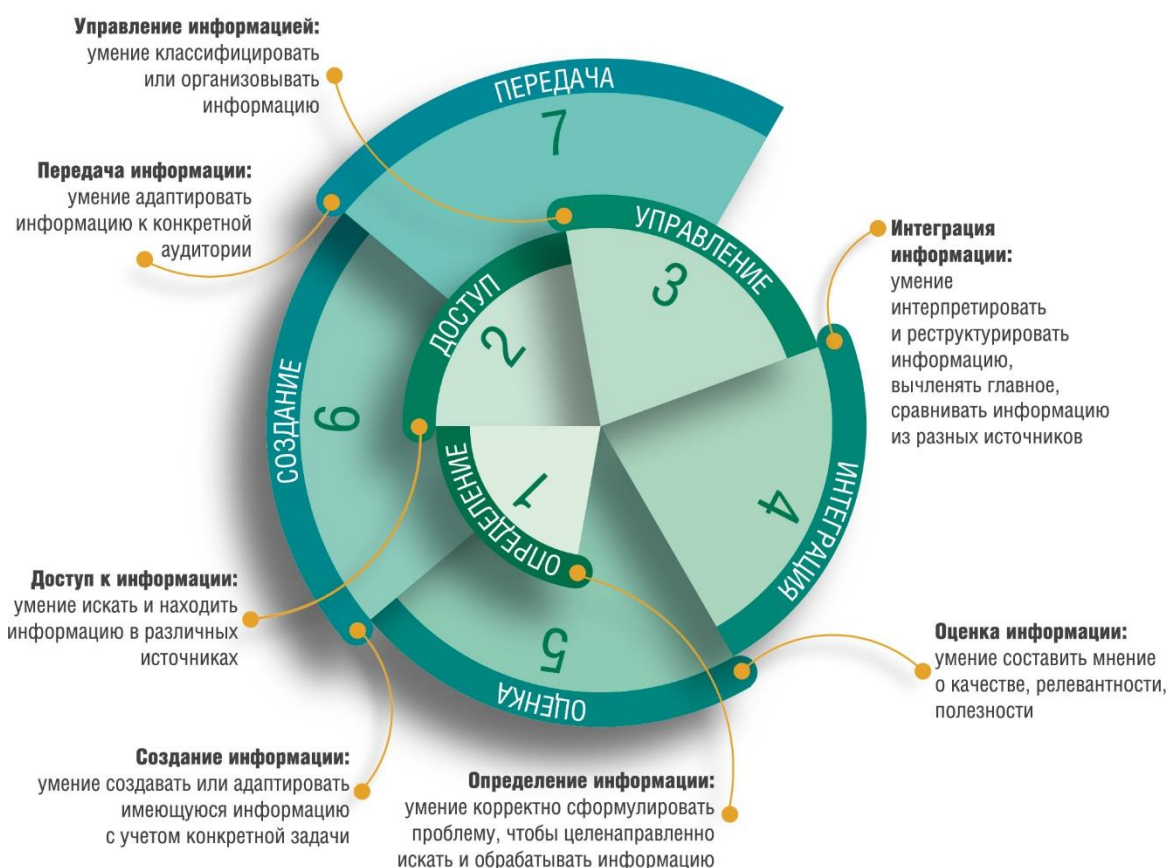 Управление информацией:
умение классифицировать
или организовывать
информацию
ПЕРЕДАЧА
7
Передача информации:
умение адаптировать
информацию к конкретной
аудитории
УПРАВЛЕНИЕ
3
Интеграция
информации:
умение
интерпретировать
и реструктурировать
информацию,
вычленять главное,
сравнивать информацию
из разных источников
ДОСТУП
2
СОЗДАНИЕ
6
ОПРЕДЕЛЕНИЕ
1
ИНТЕГРАЦИЯ
4
Доступ к информации:
умение искать и находить
информацию в различных
источниках
ОЦЕНКА
5
Оценка информации:
умение составить мнение
о качестве, релевантности,
полезности
Создание информации:
умение создавать или адаптировать
имеющуюся информацию
с учетом конкретной задачи
Определение информации:
умение корректно сформулировать
проблему, чтобы целенаправленно
искать и обрабатывать информацию